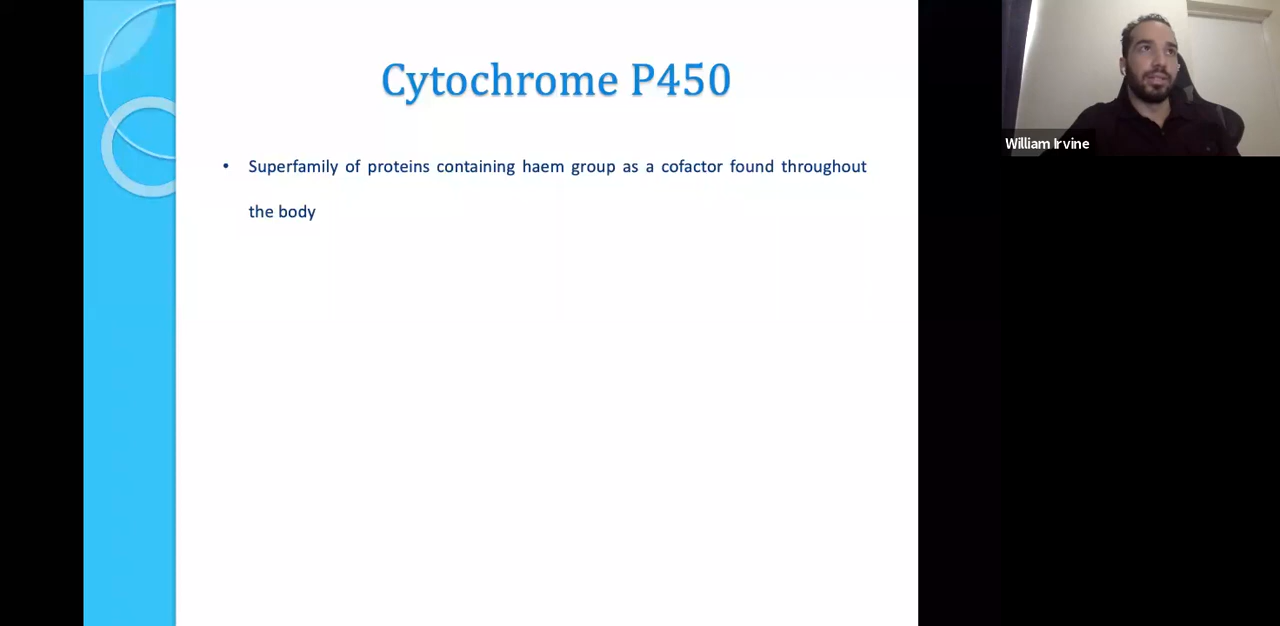 Cytochrome P450
• Superfamily of proteins containing haem group as a cofactor found throughout
the body
William Irvine